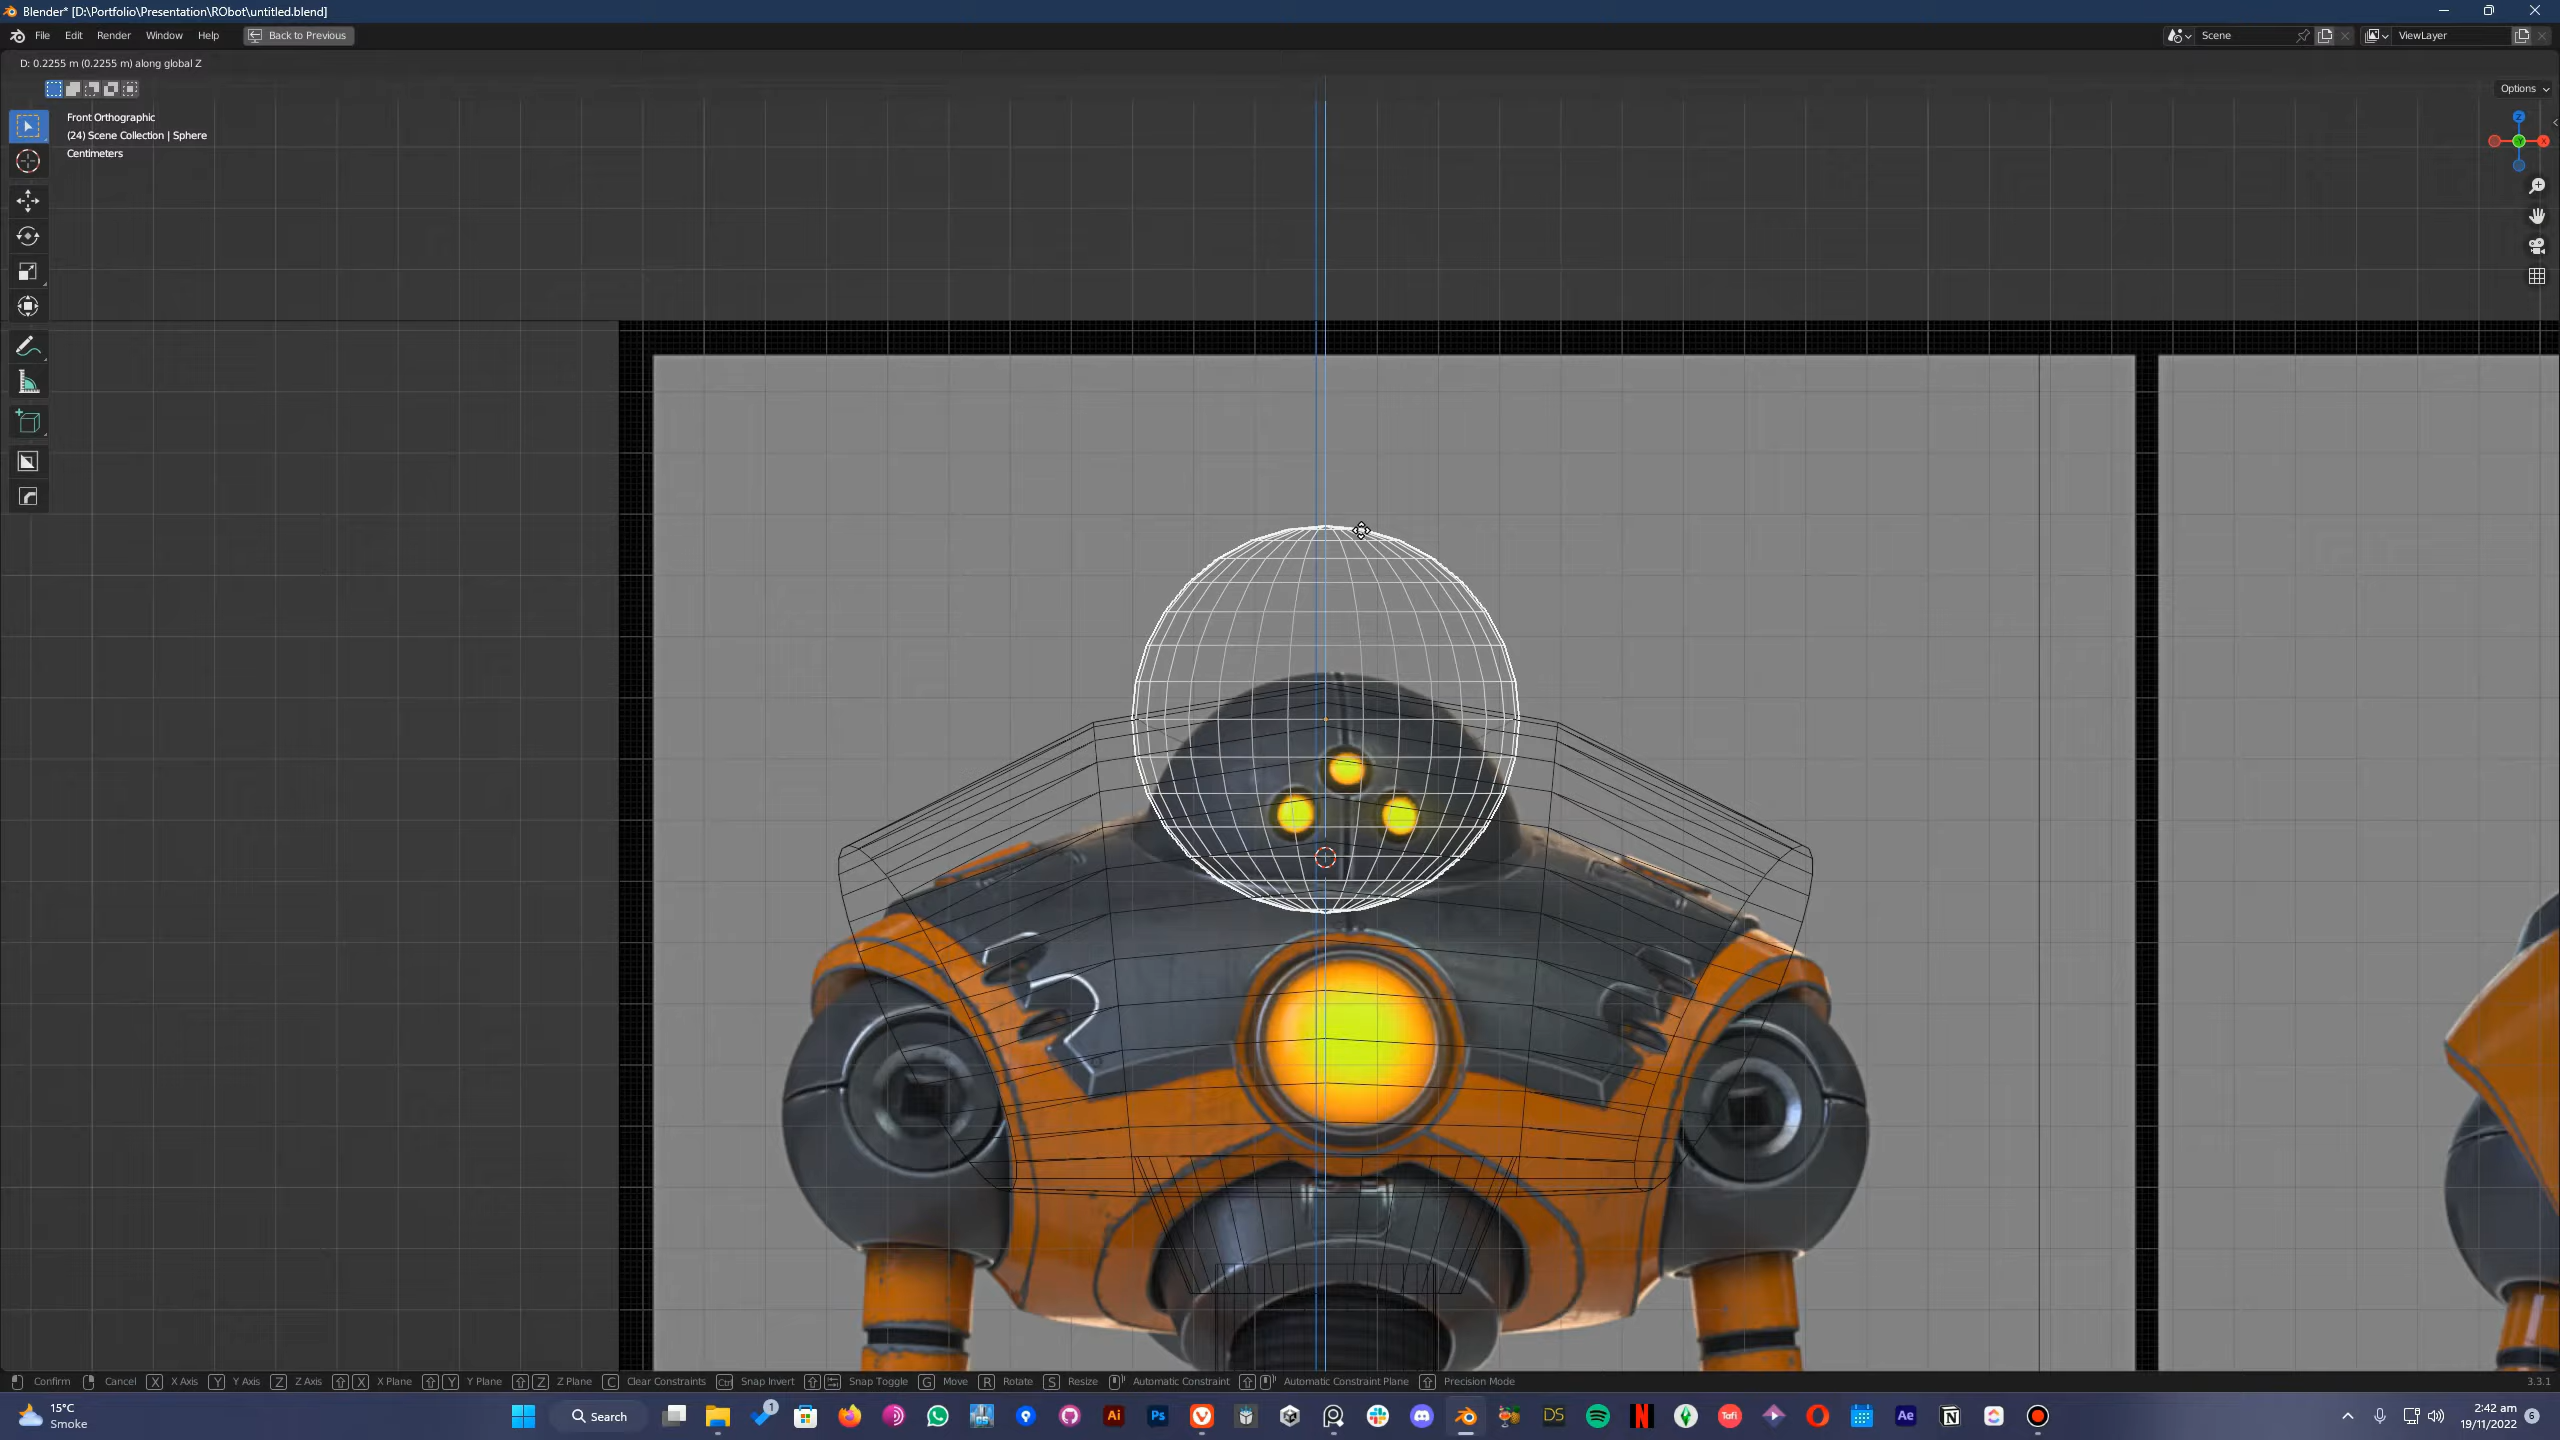 Blender* [D:\Portfolio\Presentation\RObot\untitled.blend]
File Edit Render Window Help Back to Previous
Scene
ViewLayer
D: 0.2255 m (0.2255 m) along global Z
Options
Front Orthographic
(24) Scene Collection | Sphere
Centimeters
Z
X
Y
Confirm Cancel X X Axis Y Y Axis Z Z Axis X X Plane Y Y Plane Z Z Plane C Clear Constraints Ctrl Snap Invert Snap Toggle G Move R Rotate S Resize Automatic Constraint Automatic Constraint Plane Precision Mode
3.3.1
15°C
Smoke
Search
1
Ai
Ps
DS
N
Tafi
Ae
N
2:42 am
19/11/2022
6